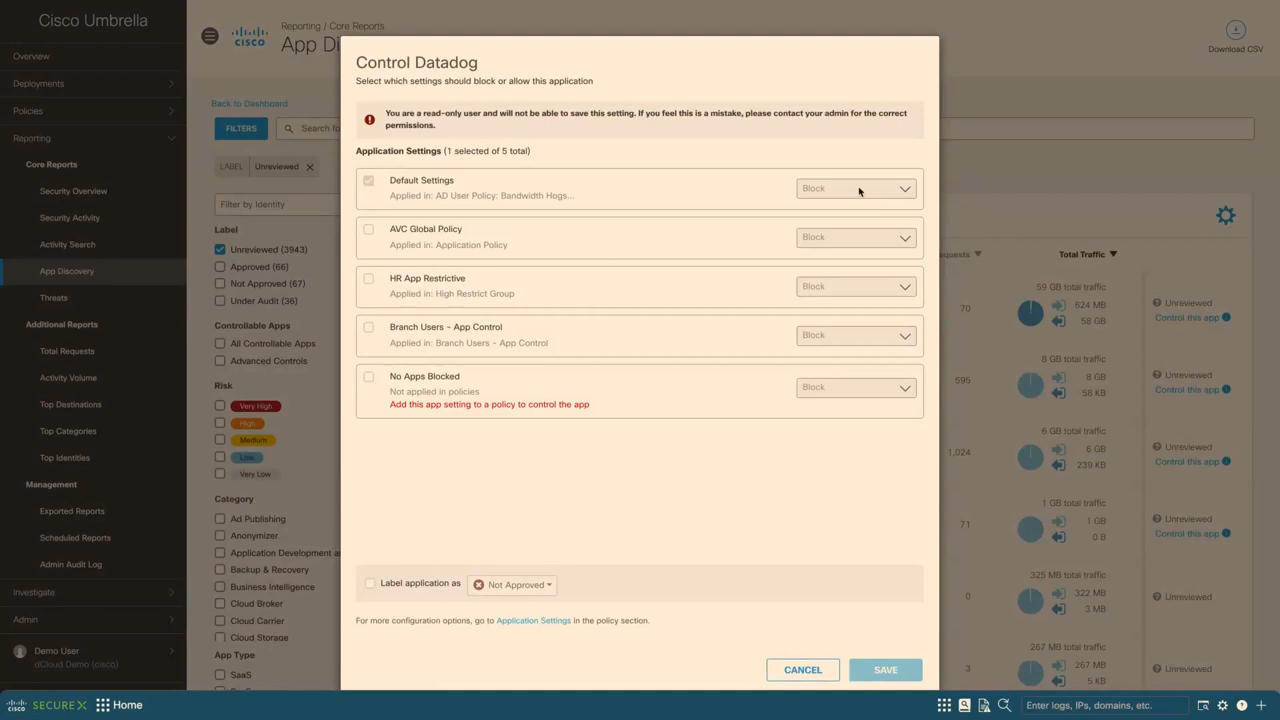 Cisco Umbrella
Overview
Deployments
Policies
Reporting
Core Reports
Security Overview
Security Activity
Activity Search
App Discovery
Threats
Additional Reports
Total Requests
Activity Volume
Top Destinations
Top Categories
Top Identities
Management
Exported Reports
Scheduled Reports
Admin Audit Log
Investigate
Admin
Demo User
dCloud Demo (cisco)
cisco
Reporting / Core Reports
App Di
Download CSV
Back to Dashboard
FILTERS
Search fo
LABEL Unreviewed
Filter by Identity
Label
Unreviewed (3943)
Approved (66)
Not Approved (67)
Under Audit (36)
Controllable Apps
All Controllable Apps
Advanced Controls
Risk
Very High
High
Medium
Low
Very Low
Category
Ad Publishing
Anonymizer
Application Development a
Backup & Recovery
Business Intelligence
Cloud Broker
Cloud Carrier
Cloud Storage
App Type
SaaS
Control Datadog
Select which settings should block or allow this application
You are a read-only user and will not be able to save this setting. If you feel this is a mistake, please contact your admin for the correct
permissions.
Application Settings (1 selected of 5 total)
Default Settings
Applied in: AD User Policy: Bandwidth Hogs...
Block
AVC Global Policy
Applied in: Application Policy
Block
HR App Restrictive
Applied in: High Restrict Group
Block
Branch Users - App Control
Applied in: Branch Users - App Control
Block
No Apps Blocked
Not applied in policies
Add this app setting to a policy to control the app
Block
Label application as Not Approved
For more configuration options, go to Application Settings in the policy section.
CANCEL
SAVE
equests Total Traffic
70
59 GB total traffic
624 MB
58 GB
Unreviewed
Control this app
595
8 GB total traffic
8 GB
58 KB
Unreviewed
Control this app
1,024
6 GB total traffic
6 GB
239 KB
Unreviewed
Control this app
71
1 GB total traffic
1 GB
0 B
Unreviewed
Control this app
0
325 MB total traffic
322 MB
3 MB
Unreviewed
3
267 MB total traffic
267 MB
5 KB
Unreviewed
cisco SECUREX Home
Enter logs, IPs, domains, etc.